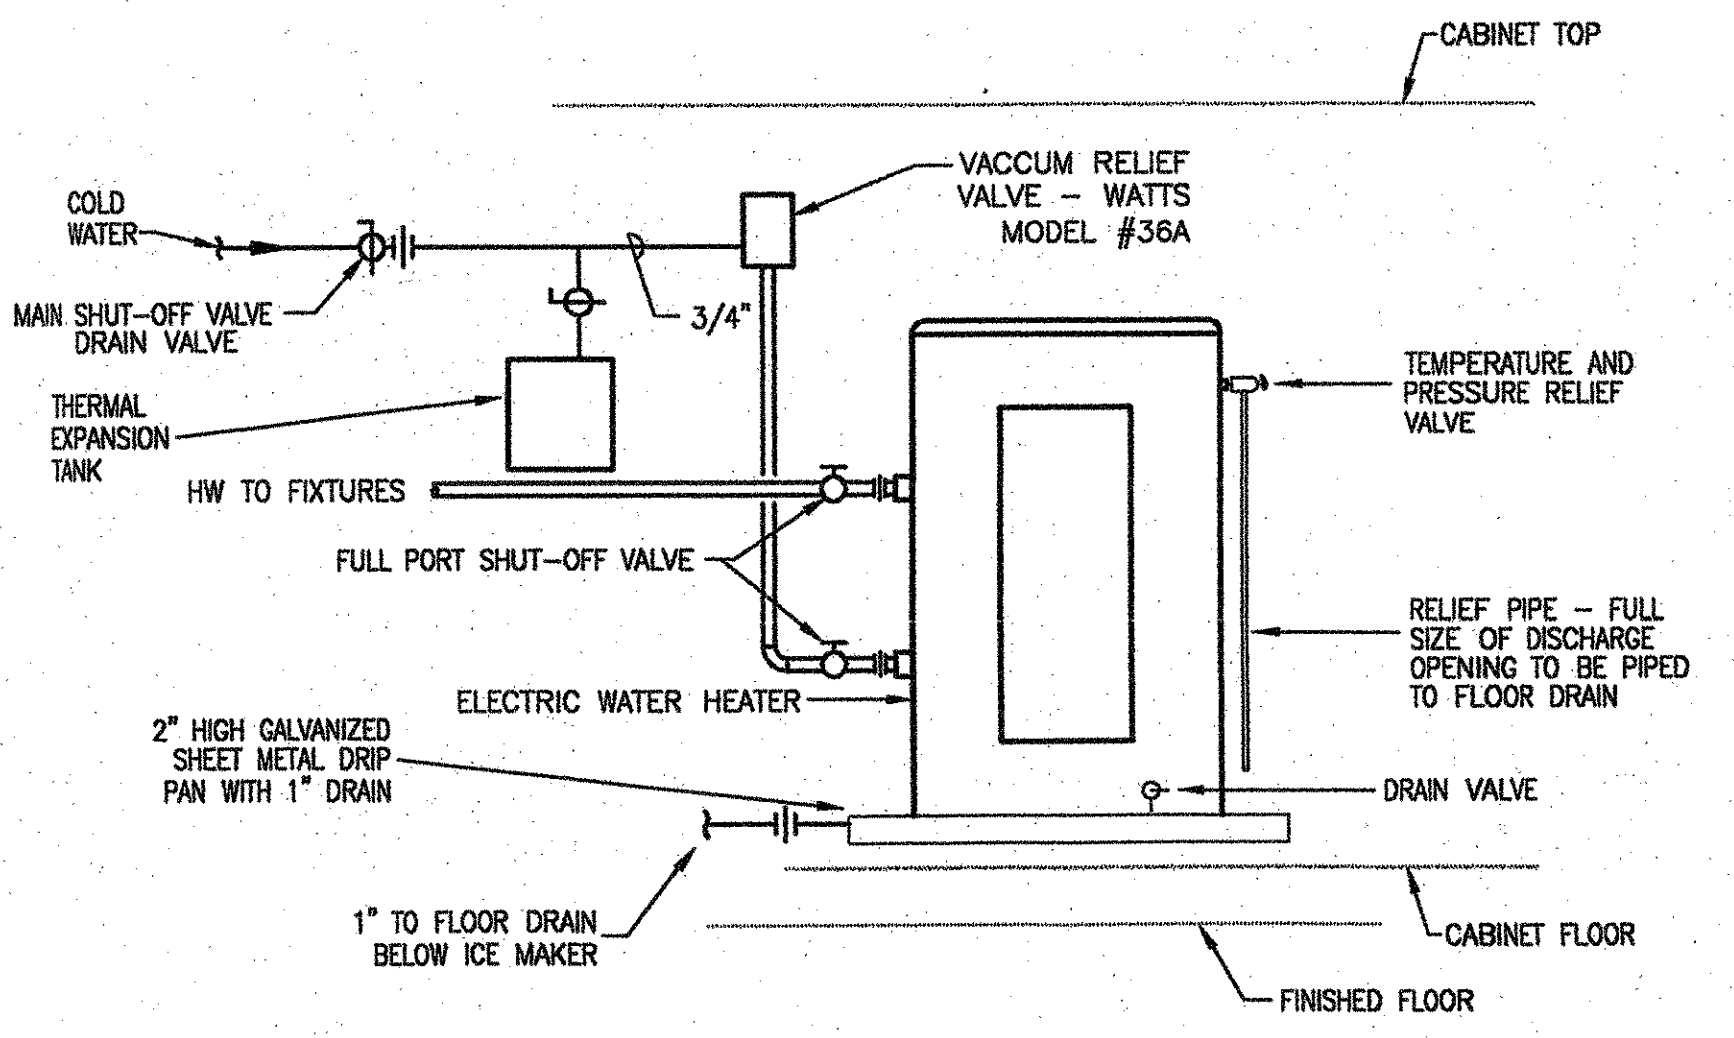 CABINET TOP
VACCUM RELIEF
VALVE - WATTS
MODEL #36A
COLD
WATER
MAIN SHUT-OFF VALVE
DRAIN VALVE
3/4"
THERMAL
EXPANSION
TANK
TEMPERATURE AND
PRESSURE RELIEF
VALVE
HW TO FIXTURES
FULL PORT SHUT-OFF VALVE
RELIEF PIPE - FULL
SIZE OF DISCHARGE
OPENING TO BE PIPED
TO FLOOR DRAIN
ELECTRIC WATER HEATER
2" HIGH GALVANIZED
SHEET METAL DRIP
PAN WITH 1" DRAIN
DRAIN VALVE
1" TO FLOOR DRAIN
BELOW ICE MAKER
CABINET FLOOR
FINISHED FLOOR